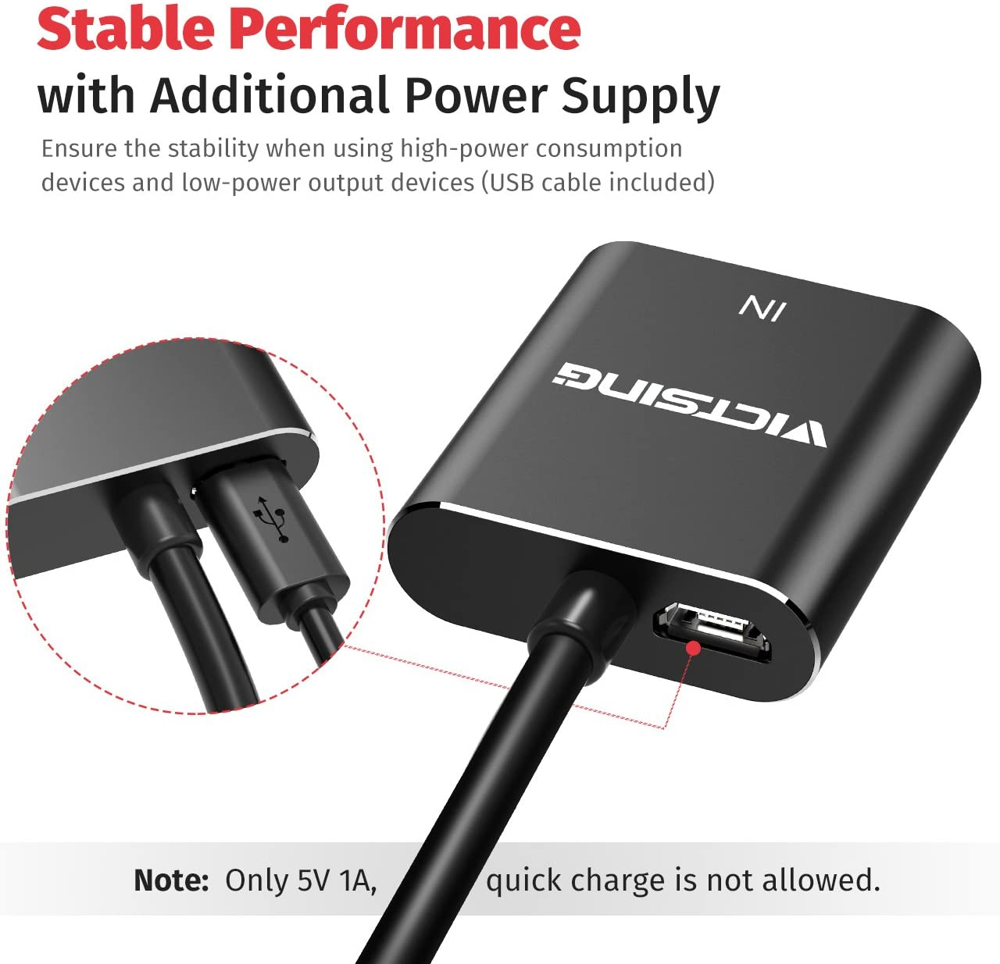 Stable Performance
with Additional Power Supply
Ensure the stability when using high-power consumption
devices and low-power output devices (USB cable included)
IN
VICTSING
Note: Only 5V 1A, quick charge is not allowed.